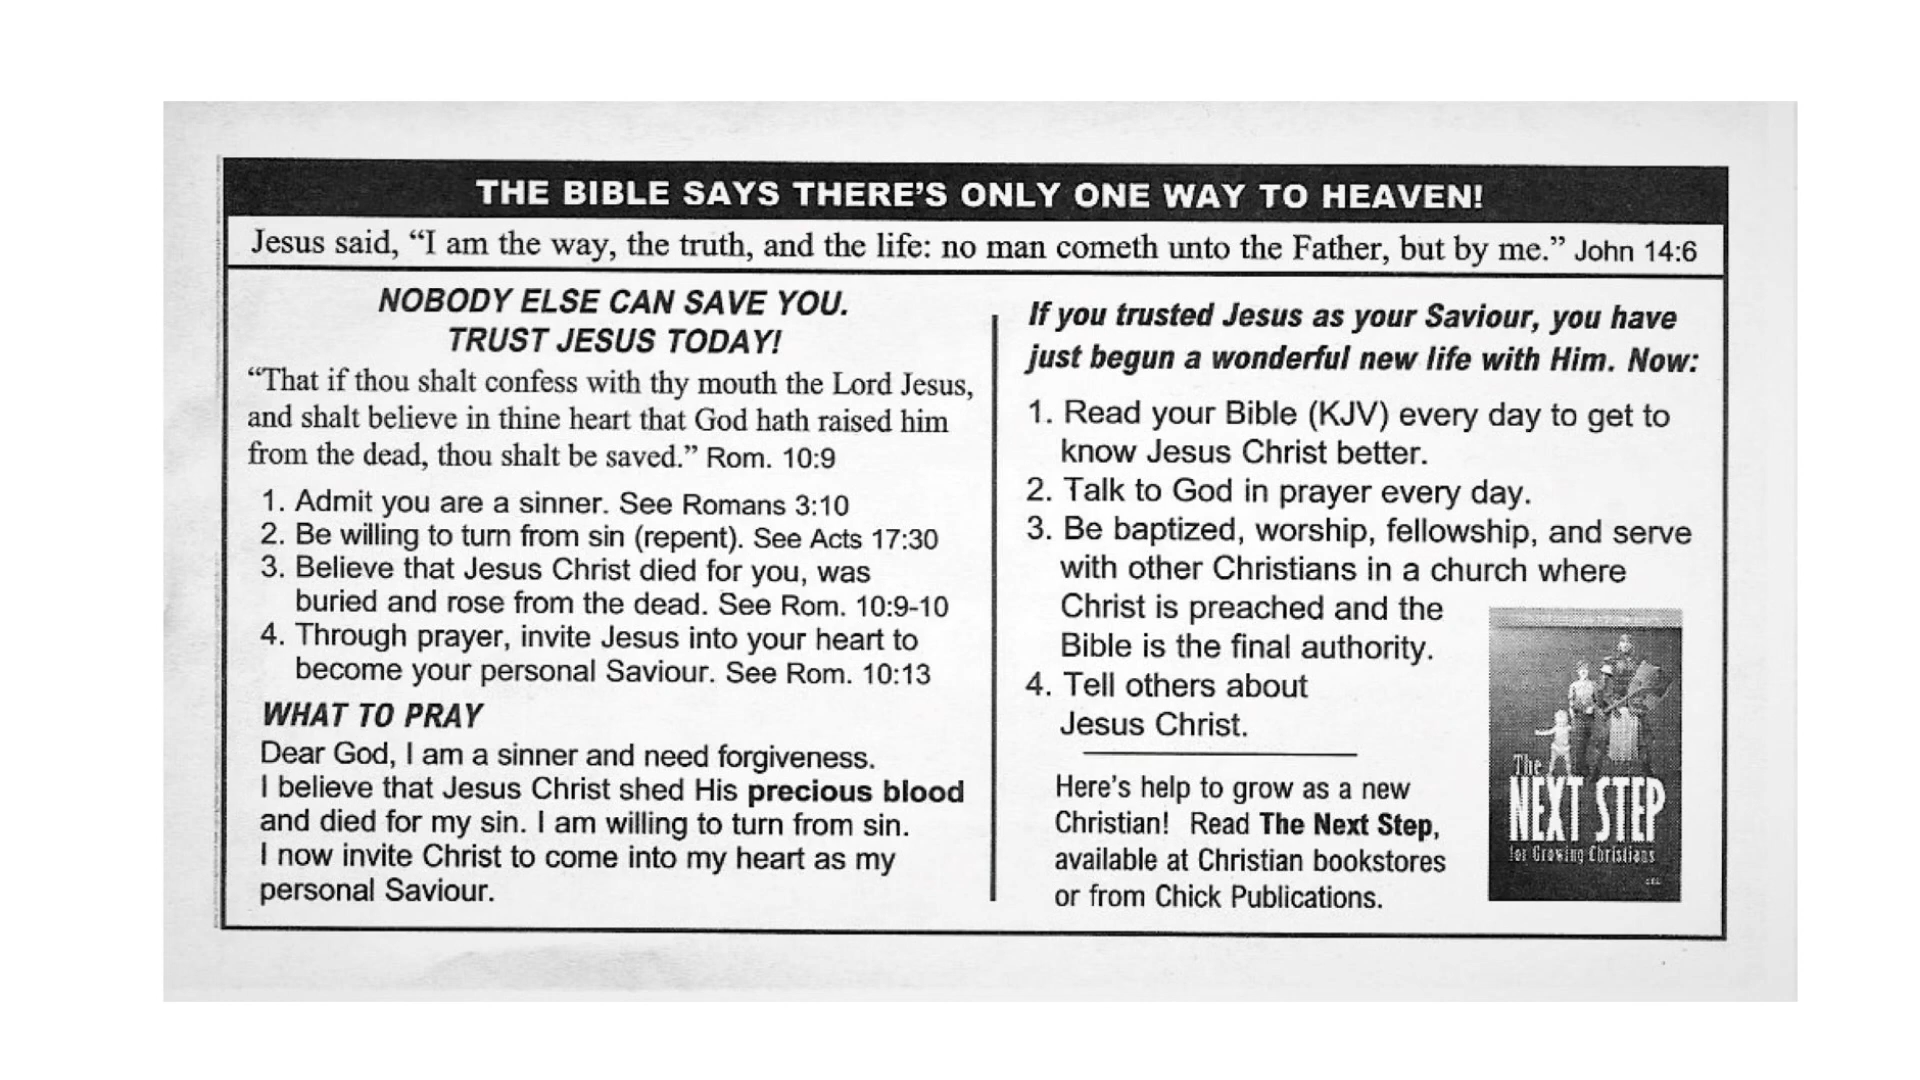 THE BIBLE SAYS THERE'S ONLY ONE WAY TO HEAVEN!
Jesus said, “I am the way, the truth, and the life: no man cometh unto the Father, but by me.” John 14:6
NOBODY ELSE CAN SAVE YOU.
TRUST JESUS TODAY!
“That if thou shalt confess with thy mouth the Lord Jesus,
and shalt believe in thine heart that God hath raised him
from the dead, thou shalt be saved.” Rom. 10:9
1. Admit you are a sinner. See Romans 3:10
2. Be willing to turn from sin (repent). See Acts 17:30
3. Believe that Jesus Christ died for you, was
buried and rose from the dead. See Rom. 10:9-10
4. Through prayer, invite Jesus into your heart to
become your personal Saviour. See Rom. 10:13
WHAT TO PRAY
Dear God, I am a sinner and need forgiveness.
I believe that Jesus Christ shed His precious blood
and died for my sin. I am willing to turn from sin.
I now invite Christ to come into my heart as my
personal Saviour.
If you trusted Jesus as your Saviour, you have
just begun a wonderful new life with Him. Now:
1. Read your Bible (KJV) every day to get to
know Jesus Christ better.
2. Talk to God in prayer every day.
3. Be baptized, worship, fellowship, and serve
with other Christians in a church where
Christ is preached and the
Bible is the final authority.
4. Tell others about
Jesus Christ.
Here's help to grow as a new
Christian! Read The Next Step,
available at Christian bookstores
or from Chick Publications.
The
NEXT STEP
for Growing Christians